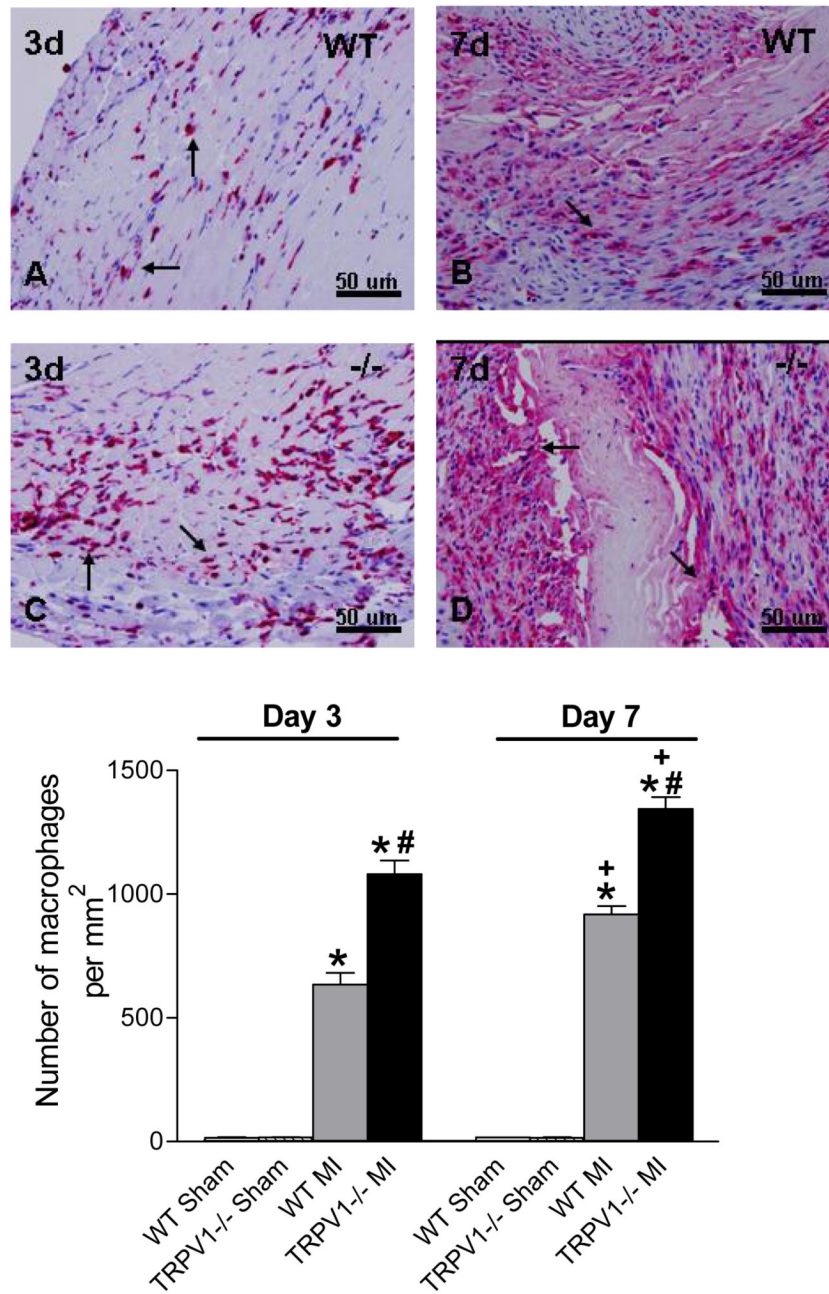 3d WT
A 50 um
7d WT
B 50 um
3d -/-
C 50 um
7d -/-
D 50 um
Day 3 Day 7
Number of macrophages
per mm2
1500
1000
500
0
*
* #
+
*
+
* #
WT Sham
TRPV1-/- Sham
WT MI
TRPV1-/- MI
WT Sham
TRPV1-/- Sham
WT MI
TRPV1-/- MI